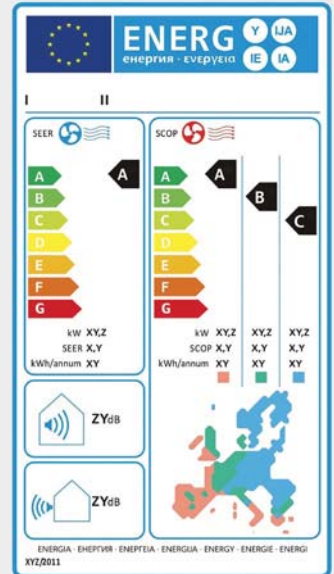 ENERG Y IJA
енергия · ενεργεια IE IA
I II
SEER
A A
B
C
D
E
F
G
kW XY,Z
SEER X,Y
kWh/annum XY
SCOP
A A
B B
C C
D
E
F
G
kW XY,Z XY,Z XY,Z
SCOP X,Y X,Y X,Y
kWh/annum XY XY XY
ZYdB
ZYdB
ENERGIA · ЕНЕРГИЯ · ΕΝΕΡΓΕΙΑ · ENERGIJA · ENERGY · ENERGIE · ENERGI
XYZ/2011